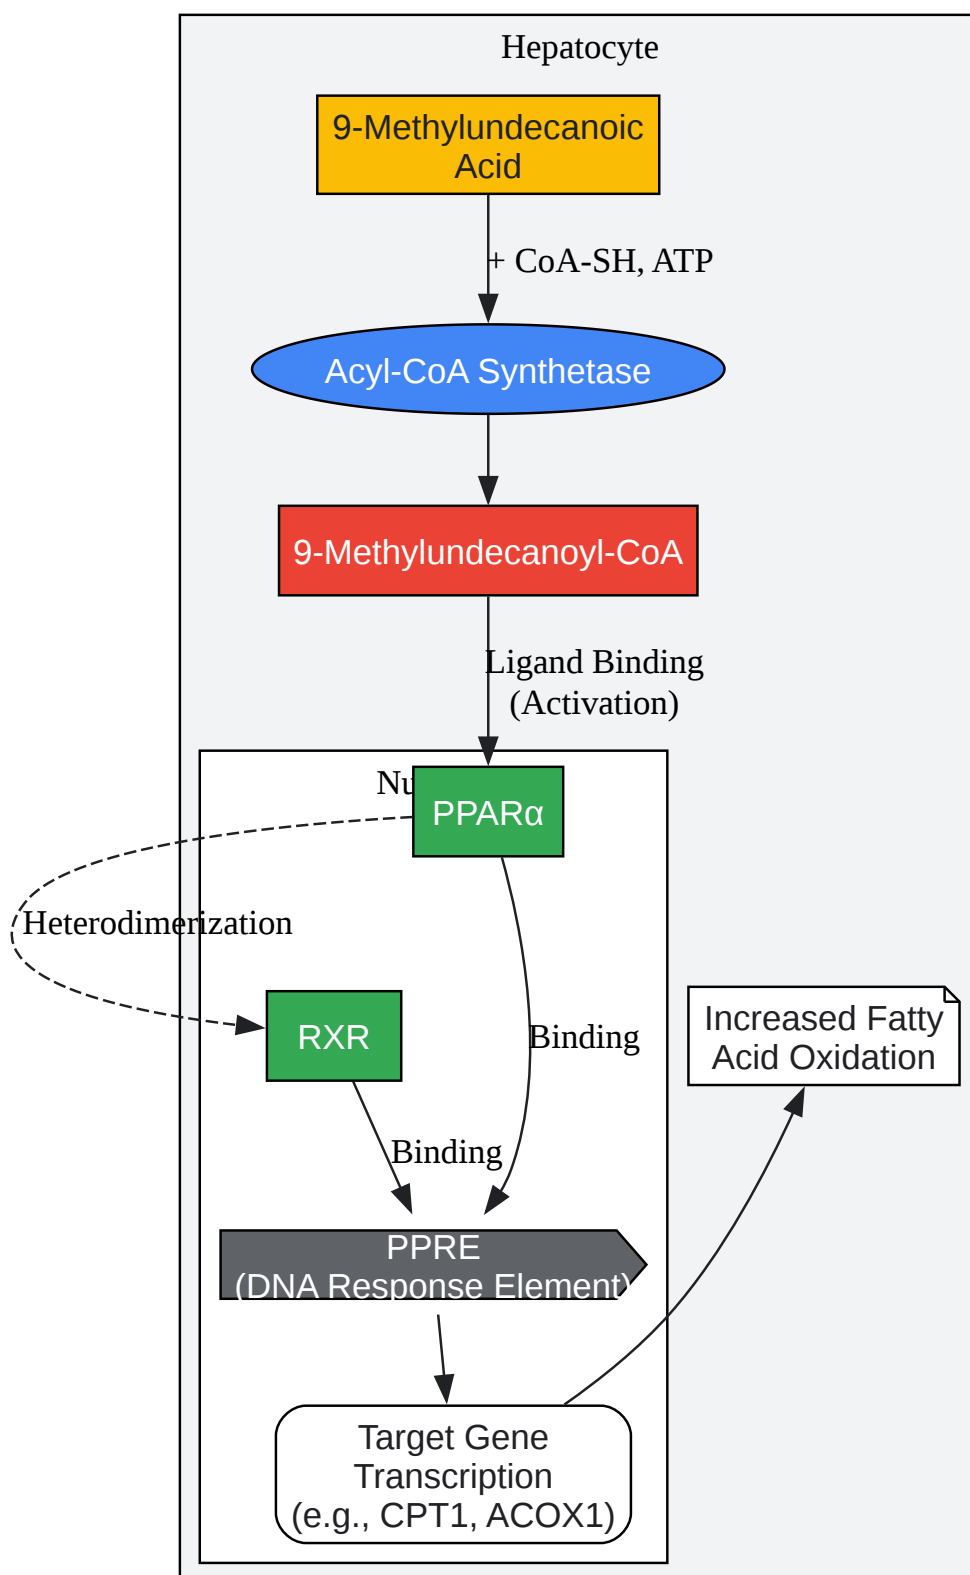 Hepatocyte
9-Methylundecanoic
Acid
+ CoA-SH, ATP
Acyl-CoA Synthetase
9-Methylundecanoyl-CoA
Ligand Binding
(Activation)
Nu
PPARα
Heterodimerization
RXR
Binding
Increased Fatty
Acid Oxidation
Binding
PPRE
(DNA Response Element)
Target Gene
Transcription
(e.g., CPT1, ACOX1)